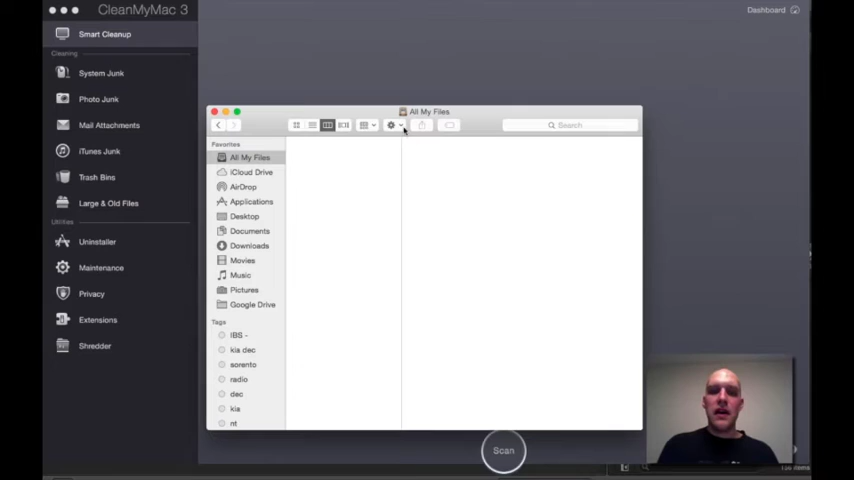 CleanMyMac 3
Dashboard
Smart Cleanup
Cleaning
System Junk
Photo Junk
Mail Attachments
iTunes Junk
Trash Bins
Large & Old Files
Utilities
Uninstaller
Maintenance
Privacy
Extensions
Shredder
All My Files
Search
Favorites
All My Files
iCloud Drive
AirDrop
Applications
Desktop
Documents
Downloads
Movies
Music
Pictures
Google Drive
Tags
IBS -
kia dec
sorento
radio
dec
kia
nt
Scan
items